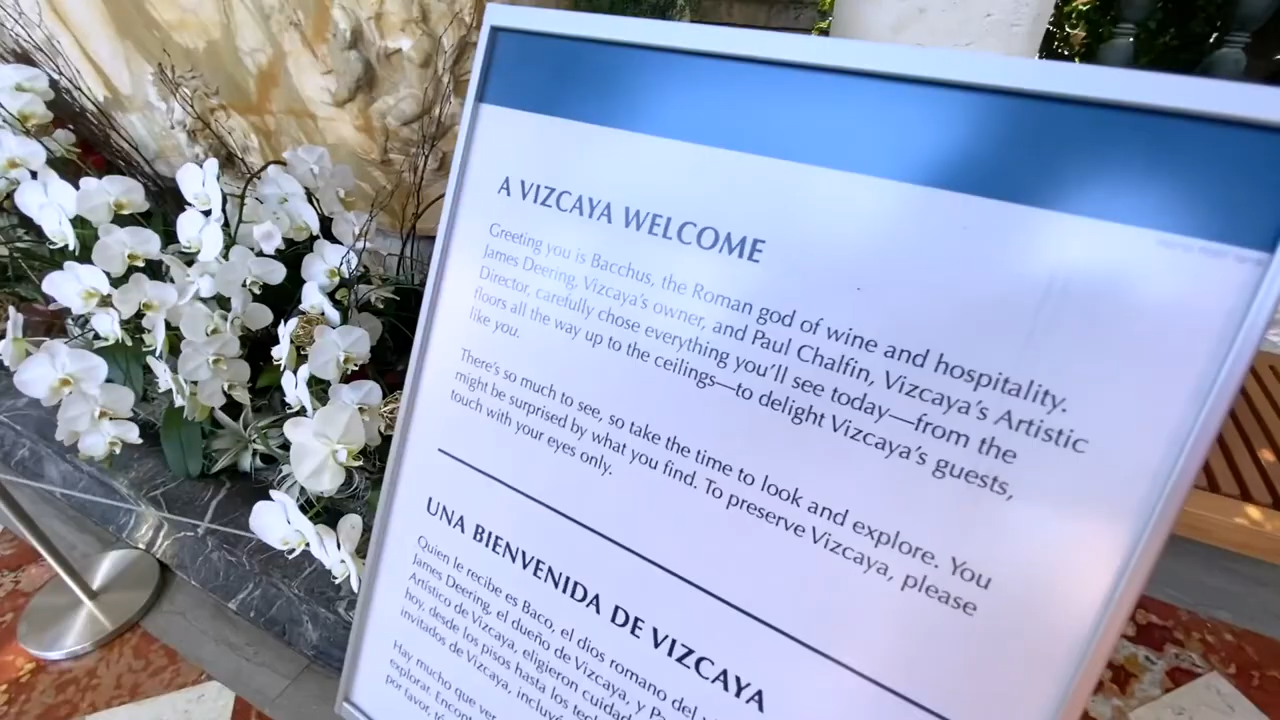 A VIZCAYA WELCOME
Greeting you is Bacchus, the Roman god of wine and hospitality.
James Deering, Vizcaya's owner, and Paul Chalfin, Vizcaya's Artistic
Director, carefully chose everything you'll see today—from the
floors all the way up to the ceilings—to delight Vizcaya's guests,
like you.
There's so much to see, so take the time to look and explore. You
might be surprised by what you find. To preserve Vizcaya, please
touch with your eyes only.
UNA BIENVENIDA DE VIZCAYA
Quien le recibe es Baco, el dios romano del
James Deering, el dueño de Vizcaya, y
Artístico de Vizcaya, eligieron
hoy, desde los pisos hasta los
invitados de Vizcaya,
Hay mucho que ver
explorar.
por favor,